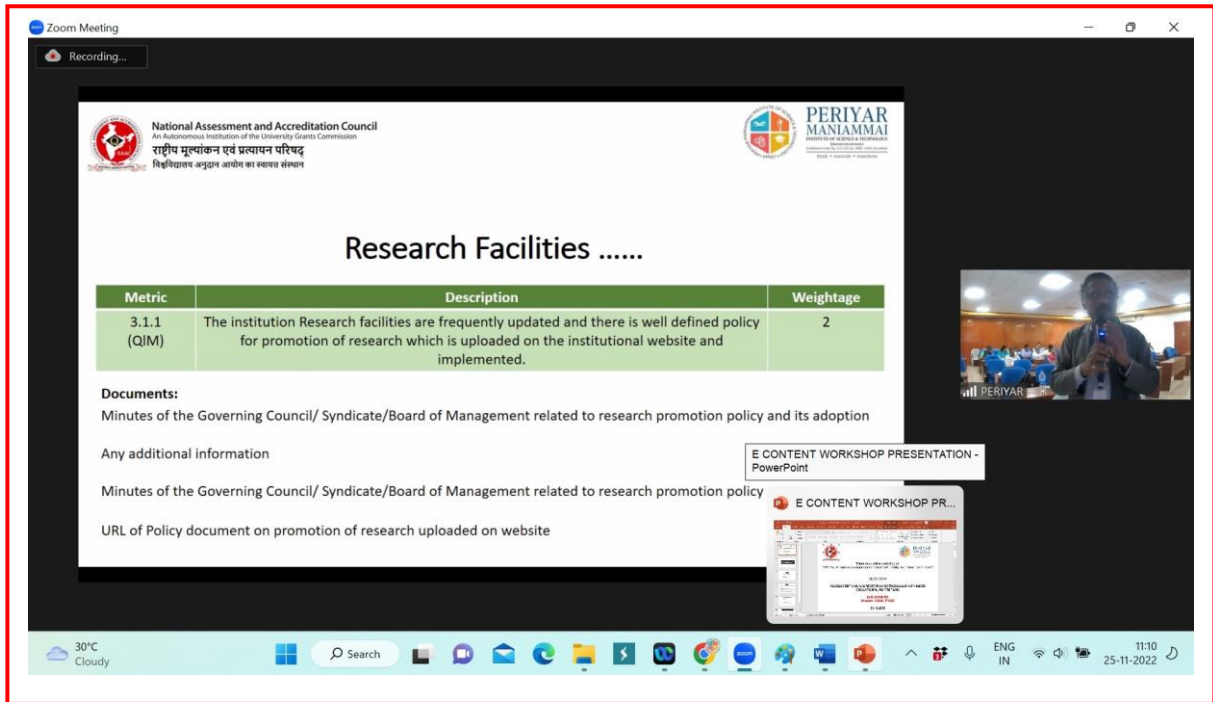 Zoom Meeting
Recording...
National Assessment and Accreditation Council
An Autonomous Institution of the University Grants Commission
राष्ट्रीय मूल्यांकन एवं प्रत्यायन परिषद्
विश्वविद्यालय अनुदान आयोग का स्वायत्त संस्थान
PERIYAR
MANIAMMAI
INSTITUTE OF SCIENCE & TECHNOLOGY
Research Facilities ......
Metric Description Weightage
3.1.1 The institution Research facilities are frequently updated and there is well defined policy 2
(QlM) for promotion of research which is uploaded on the institutional website and
implemented.
Documents:
Minutes of the Governing Council/ Syndicate/Board of Management related to research promotion policy and its adoption
Any additional information
Minutes of the Governing Council/ Syndicate/Board of Management related to research promotion policy
URL of Policy document on promotion of research uploaded on website
PERIYAR
E CONTENT WORKSHOP PRESENTATION -
PowerPoint
E CONTENT WORKSHOP PR...
30°C
Cloudy
Search
zoom
ENG
IN
11:10
25-11-2022